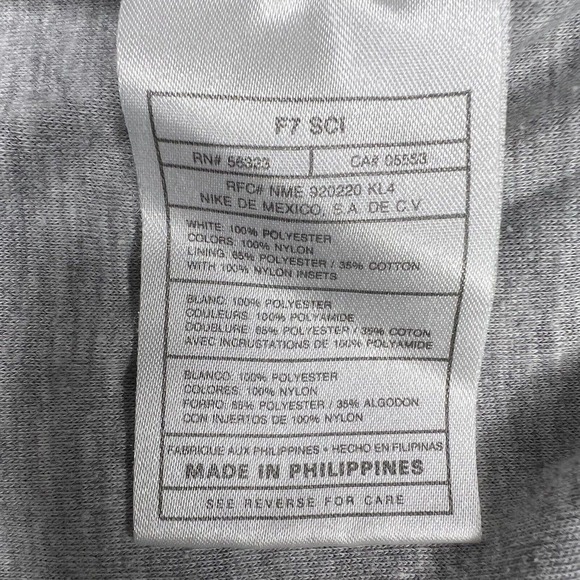 F7 SCI
RN# 56323 CA# 05553
RFC# NME 920220 KL4
NIKE DE MEXICO, S.A. DE C.V.
WHITE: 100% POLYESTER
COLORS: 100% NYLON
LINING: 65% POLYESTER / 35% COTTON
WITH 100% NYLON INSETS
BLANC: 100% POLYESTER
COULEURS: 100% POLYAMIDE
DOUBLURE: 65% POLYESTER / 35% COTON
AVEC INCRUSTATIONS DE 100% POLYAMIDE
BLANCO: 100% POLYESTER
COLORES: 100% NYLON
FORRO: 65% POLYESTER / 35% ALGODON
CON INJERTOS DE 100% NYLON
FABRIQUE AUX PHILIPPINES • HECHO EN FILIPINAS
MADE IN PHILIPPINES
SEE REVERSE FOR CARE